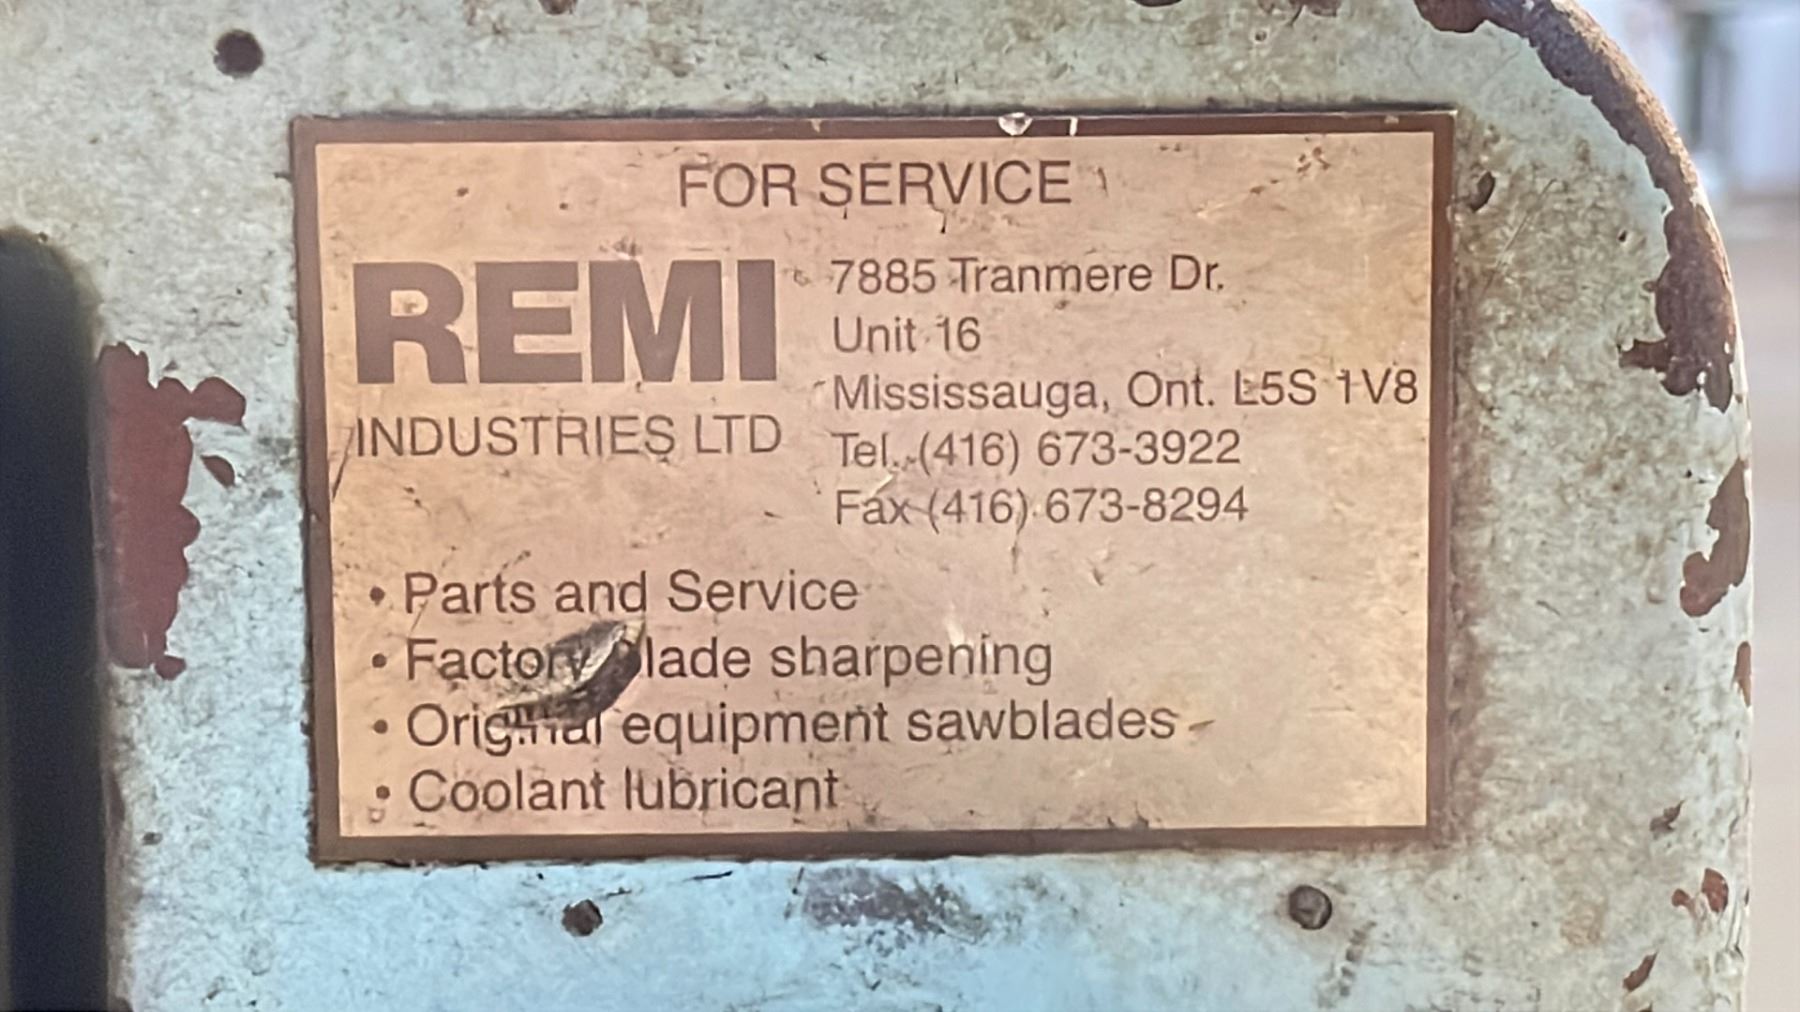 FOR SERVICE
REMI
INDUSTRIES LTD
7885 Tranmere Dr.
Unit 16
Mississauga, Ont. L5S 1V8
Tel. (416) 673-3922
Fax (416) 673-8294
• Parts and Service
• Factory Blade sharpening
• Original equipment sawblades
• Coolant lubricant